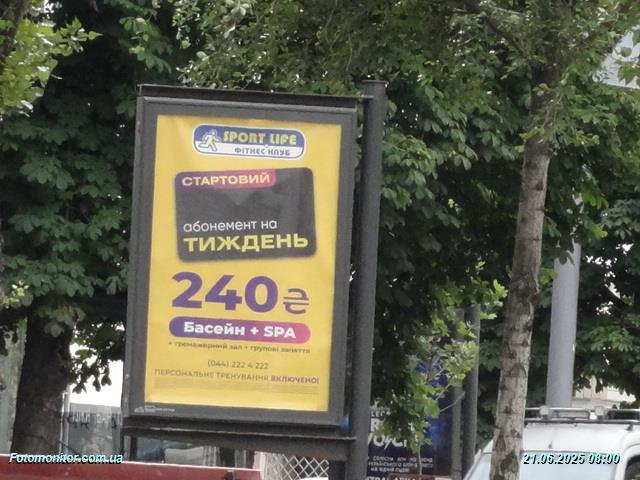 SPORT LIFE
ФІТНЕС КЛУБ
СТАРТОВИЙ
абонемент на
ТИЖДЕНЬ
240 ₴
Басейн + SPA
+ тренажерний зал + групові заняття
(044) 222 4 222
ПЕРСОНАЛЬНЕ ТРЕНУВАННЯ ВКЛЮЧЕНО!
Fotomonitor.com.ua
21.06.2025 08:00